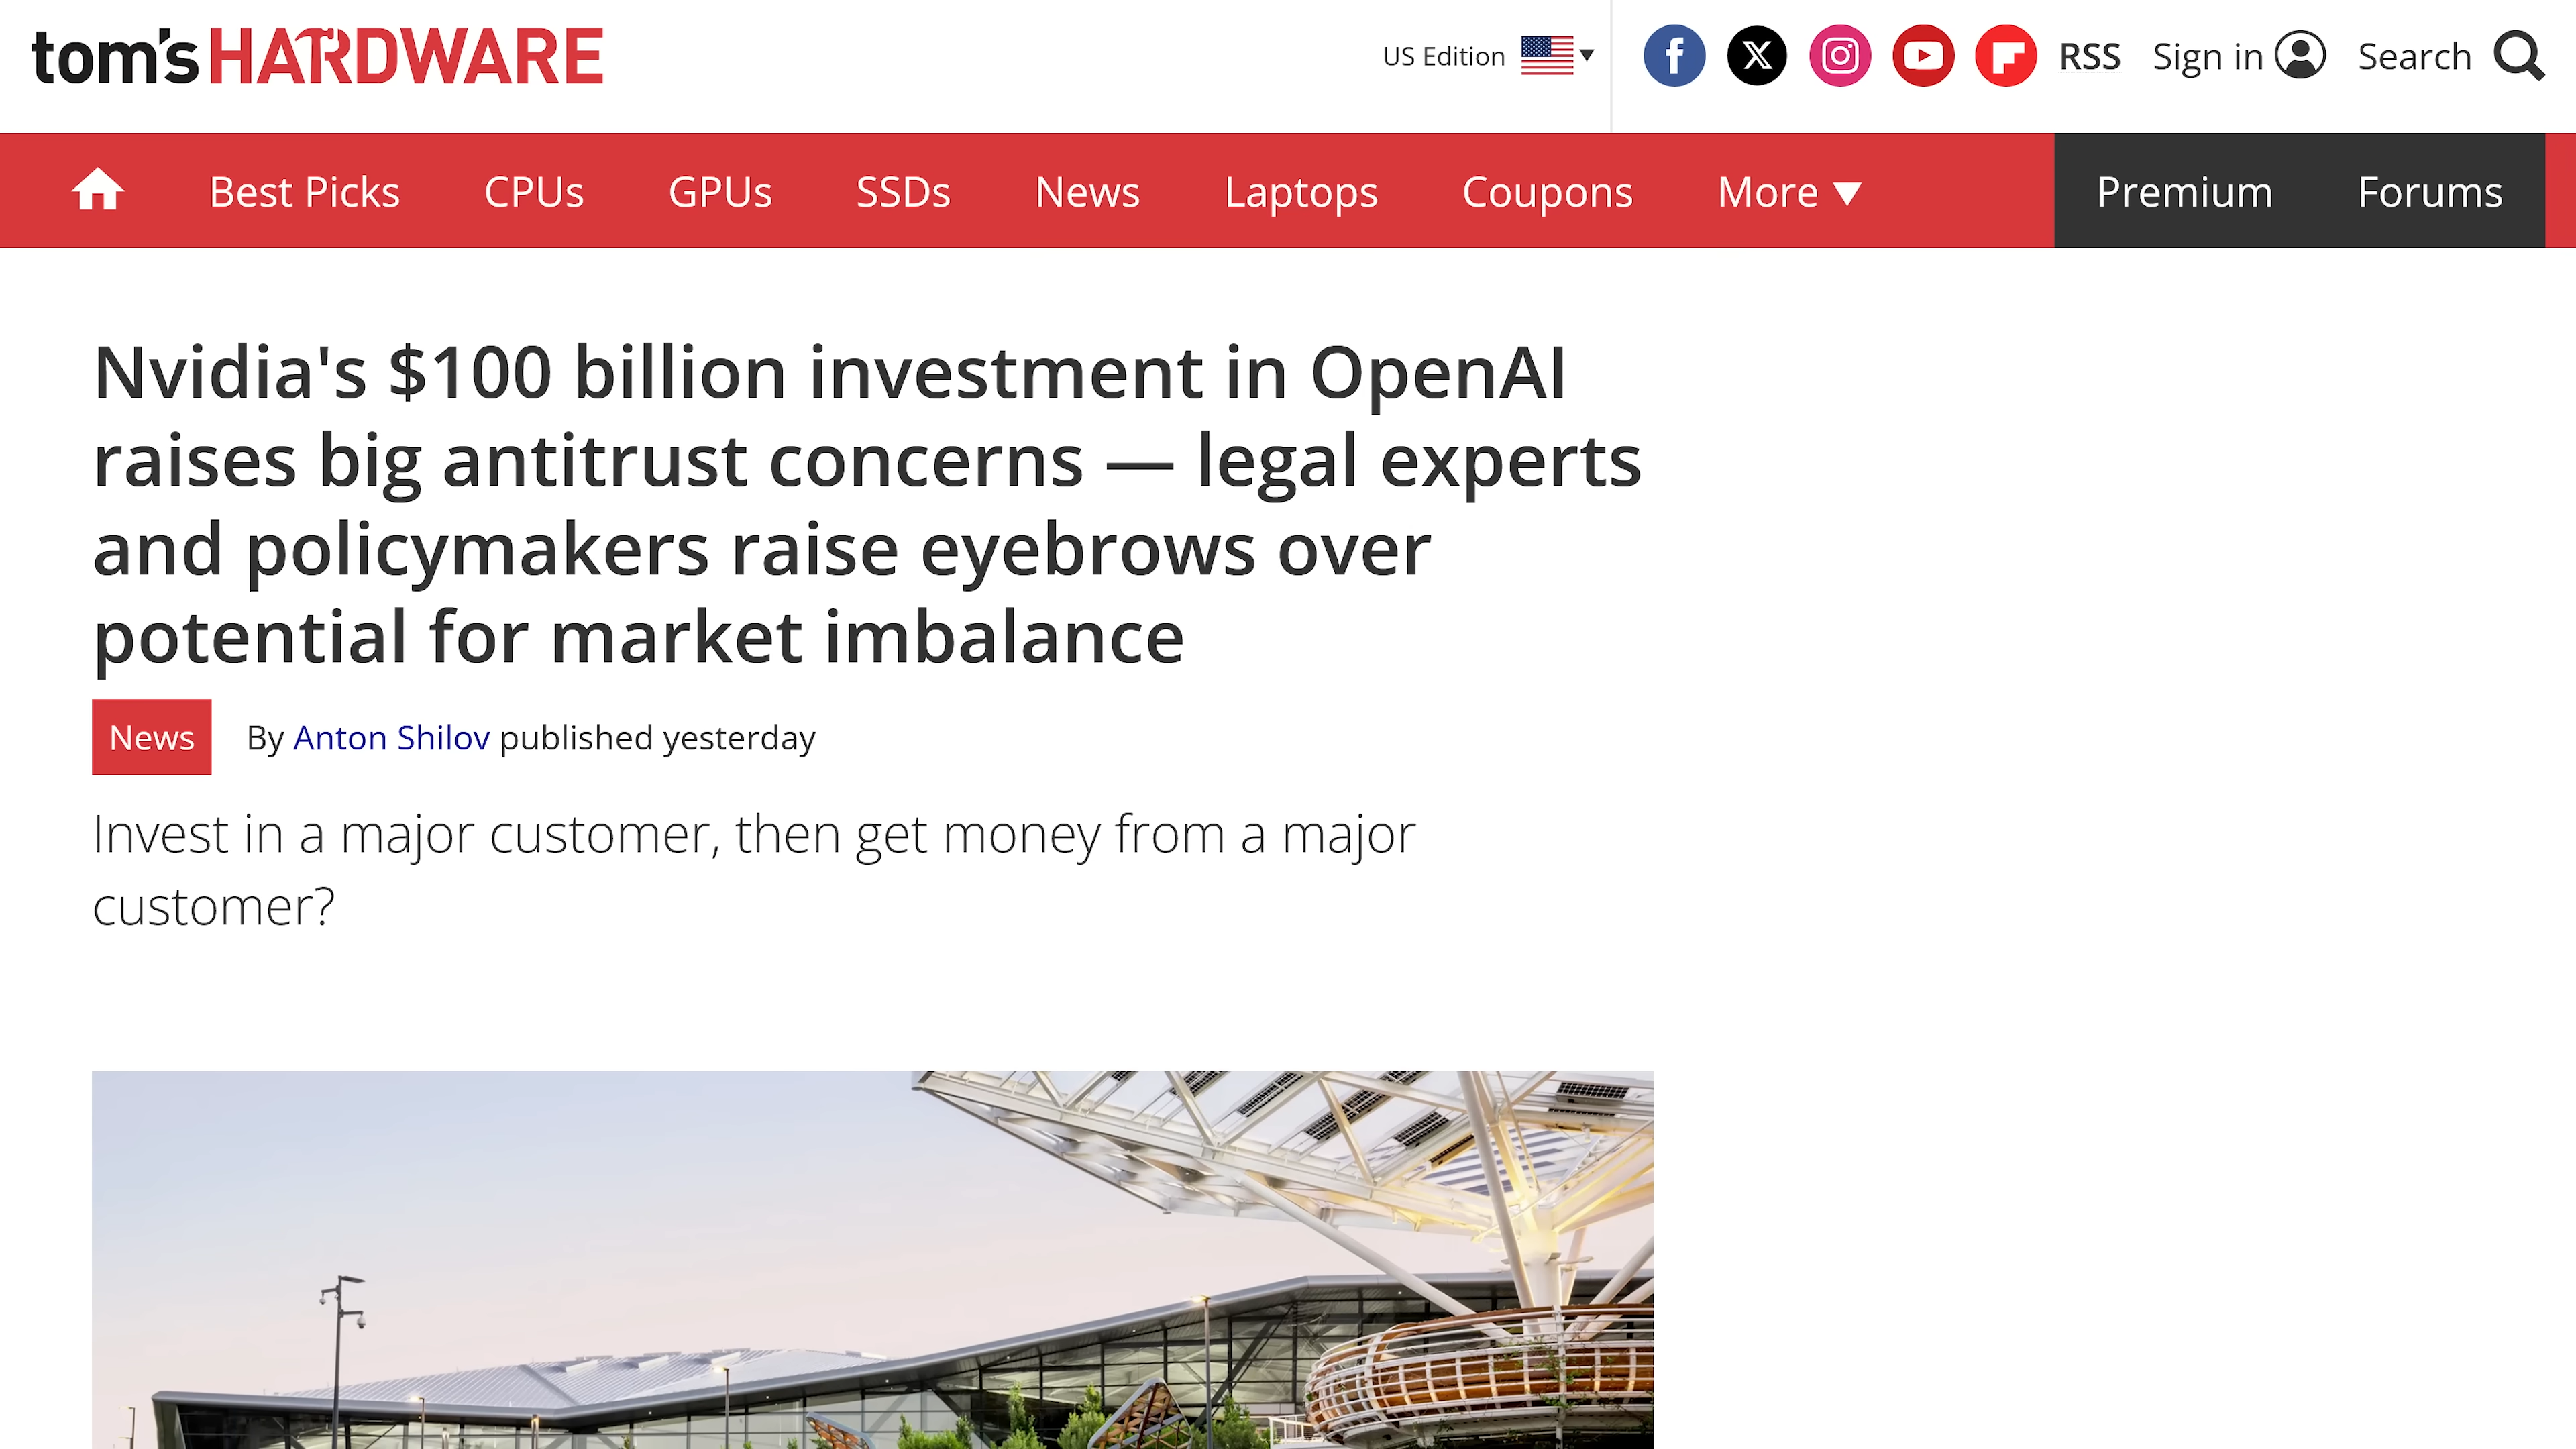 tom's HARDWARE
US Edition
RSS
Sign in
Search
Best Picks
CPUs
GPUs
SSDs
News
Laptops
Coupons
More
Premium
Forums
Nvidia's $100 billion investment in OpenAI
raises big antitrust concerns — legal experts
and policymakers raise eyebrows over
potential for market imbalance
News
By Anton Shilov published yesterday
Invest in a major customer, then get money from a major
customer?